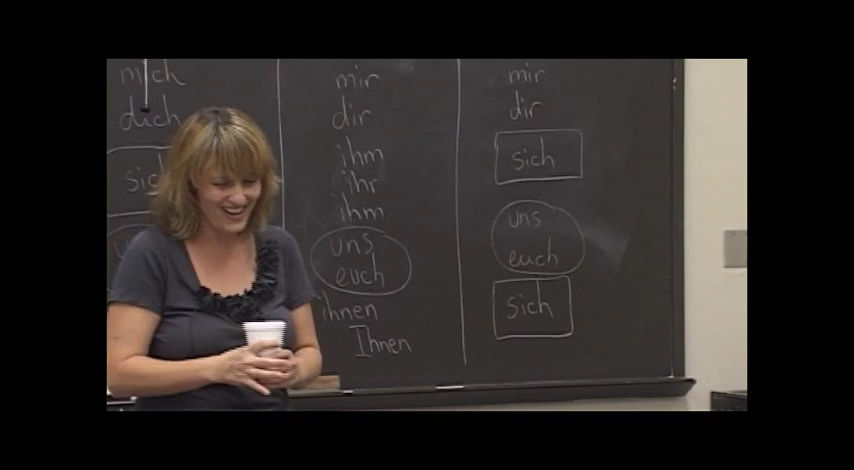 mich
dich
sich
mir
dir
ihm
ihr
ihm
uns
euch
ihnen
Ihnen
mir
dir
sich
uns
euch
sich